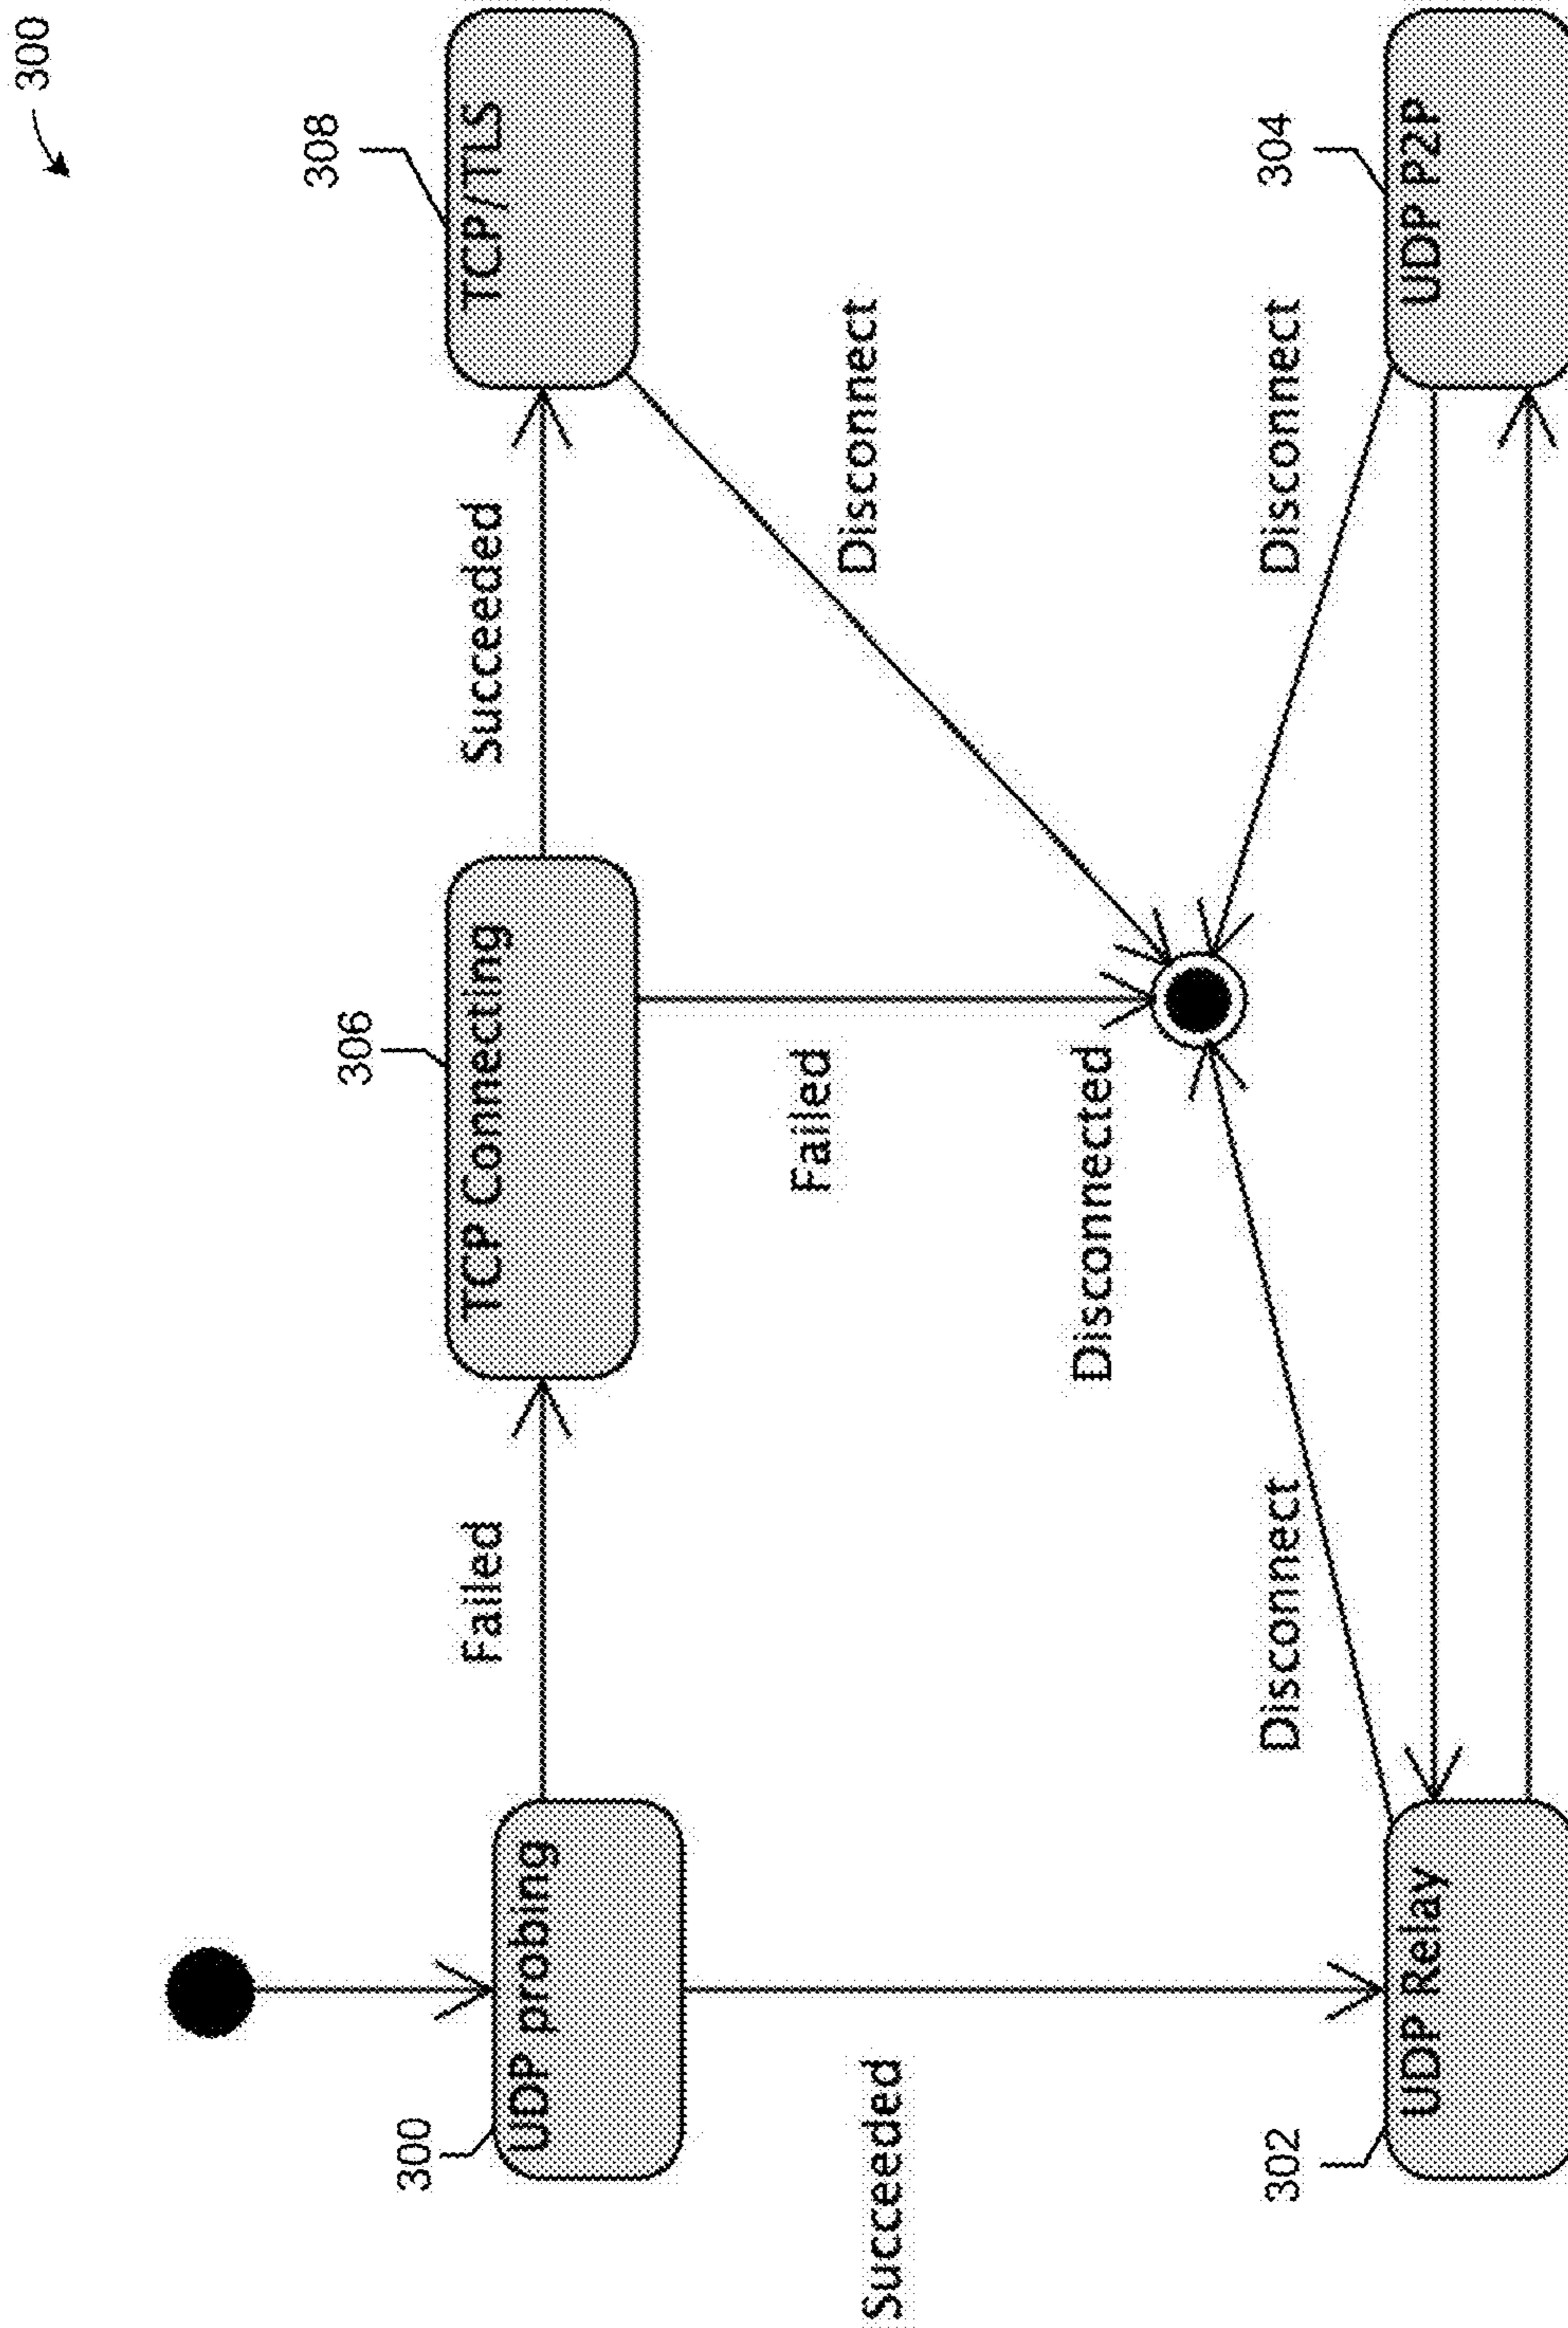 300
300
UDP probing
Failed
306
TCP Connecting
Succeeded
308
TCP/TLS
Succeeded
Failed
Disconnect
Disconnected
302
UDP Relay
Disconnect
Disconnect
304
UDP P2P